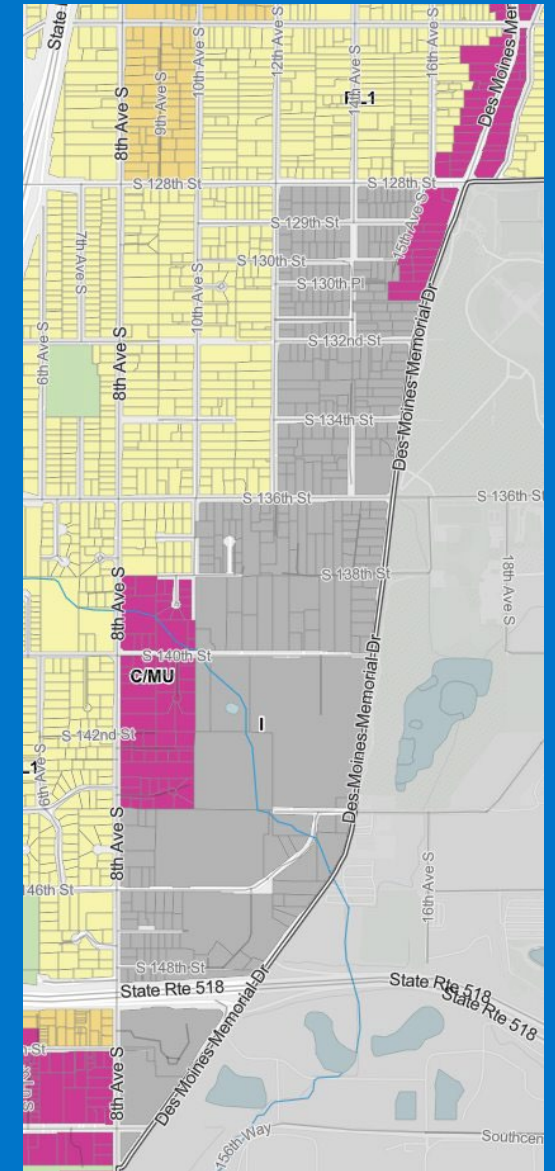 State
8th Ave S
9th Ave S
10th Ave S
12th Ave S
14th Ave S
16th Ave S
Des Moines Mer
L1
S 128th St
S 128th St
7th Ave S
S 129th St
15th Ave S
S 130th St
S 130th Pl
10th Ave S
6th Ave S
8th Ave S
S 132nd St
Des Moines Memorial Dr
S 134th St
S 136th St
S 136th St
18th Ave S
8th Ave S
S 138th St
S 140th St
C/MU
I
Des Moines Memorial Dr
S 142nd St
6th Ave S
8th Ave S
146th St
16th Ave S
S 148th St
State Rte 518
State Rte 518
State Rte 518
Des Moines Memorial Dr
8th Ave S
156th Way
Southcen